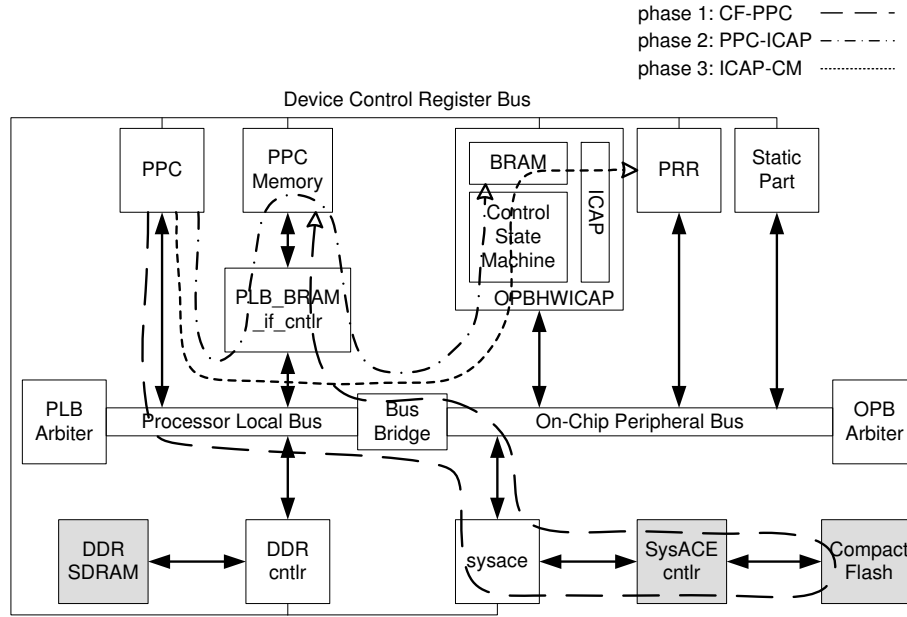 phase 1: CF-PPC
phase 2: PPC-ICAP
phase 3: ICAP-CM
Device Control Register Bus
PPC
PPC
Memory
BRAM
Control
State
Machine
ICAP
OPBHWICAP
PRR
Static
Part
PLB_BRAM
_if_cntlr
PLB
Arbiter
Processor Local Bus
Bus
Bridge
On-Chip Peripheral Bus
OPB
Arbiter
DDR
SDRAM
DDR
cntlr
sysace
SysACE
cntlr
Compact
Flash